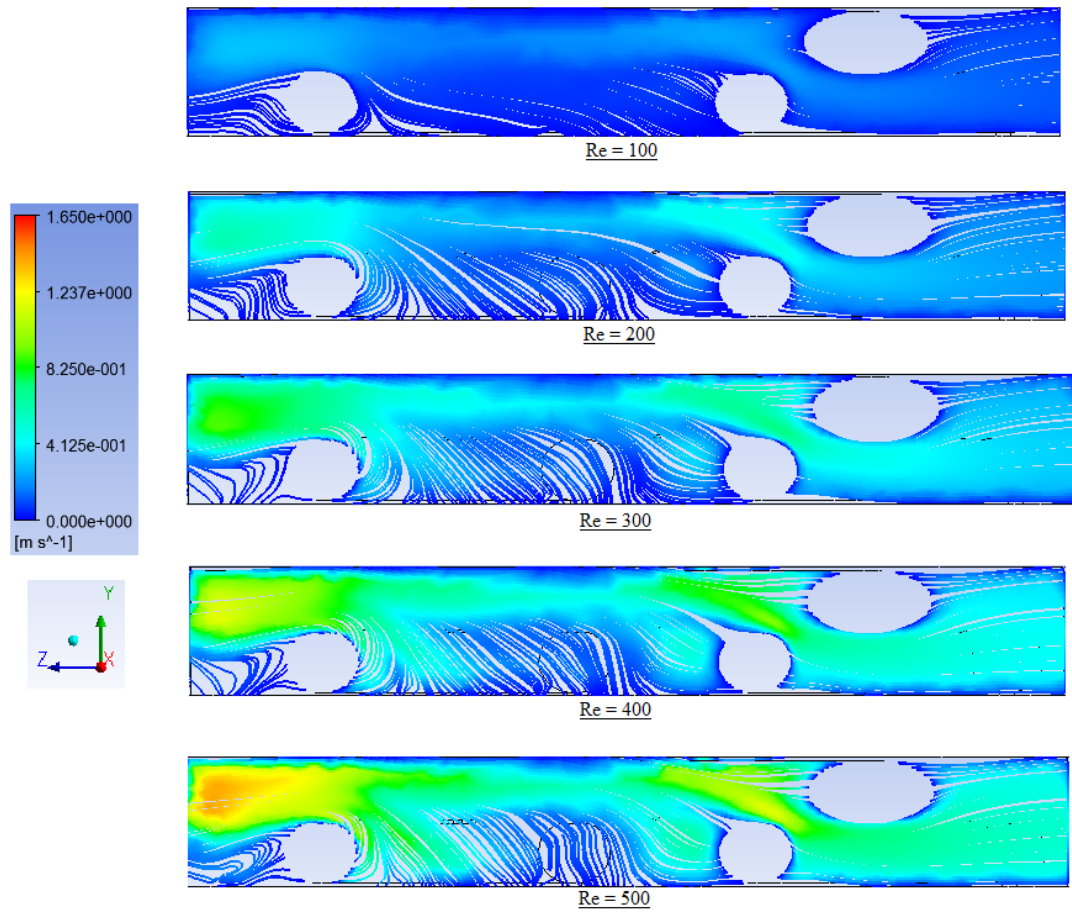 Re = 100
1.650e+000
1.237e+000
8.250e-001
4.125e-001
0.000e+000
[m s^-1]
Re = 200
Re = 300
Y
Z
X
Re = 400
Re = 500